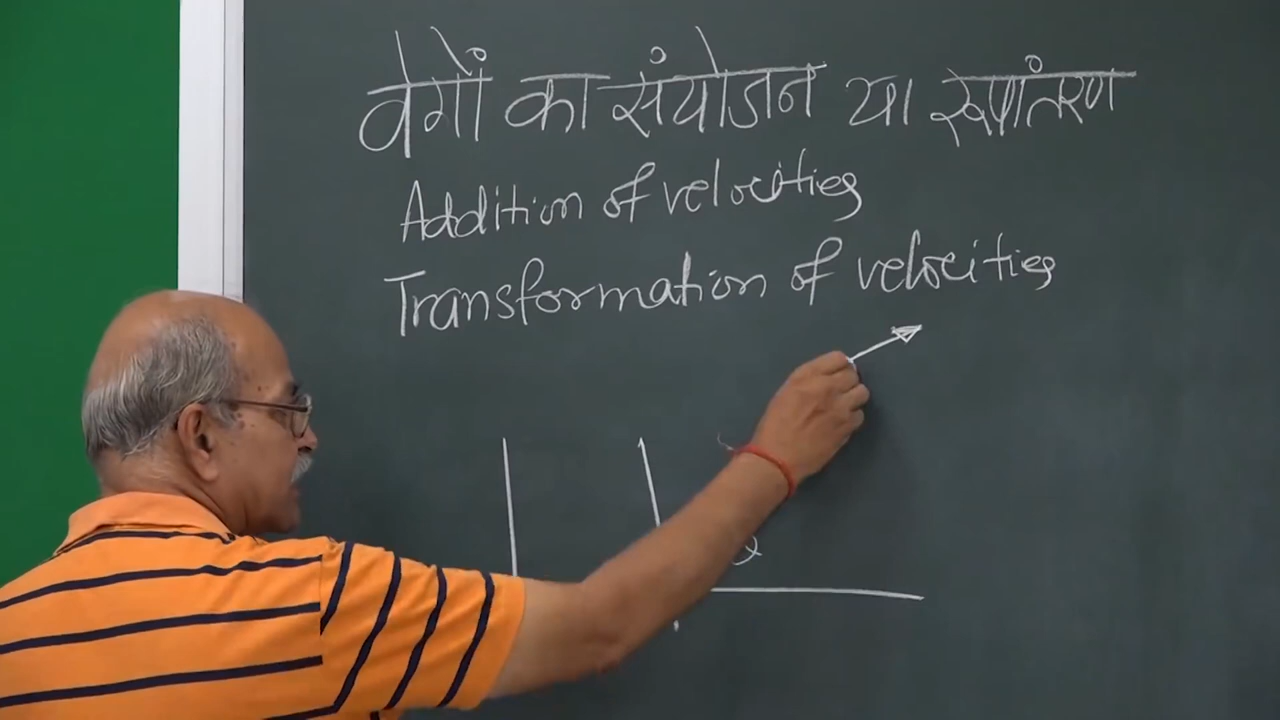 वेगों का संयोजन या रूपांतरण
Addition of velocities
Transformation of velocities